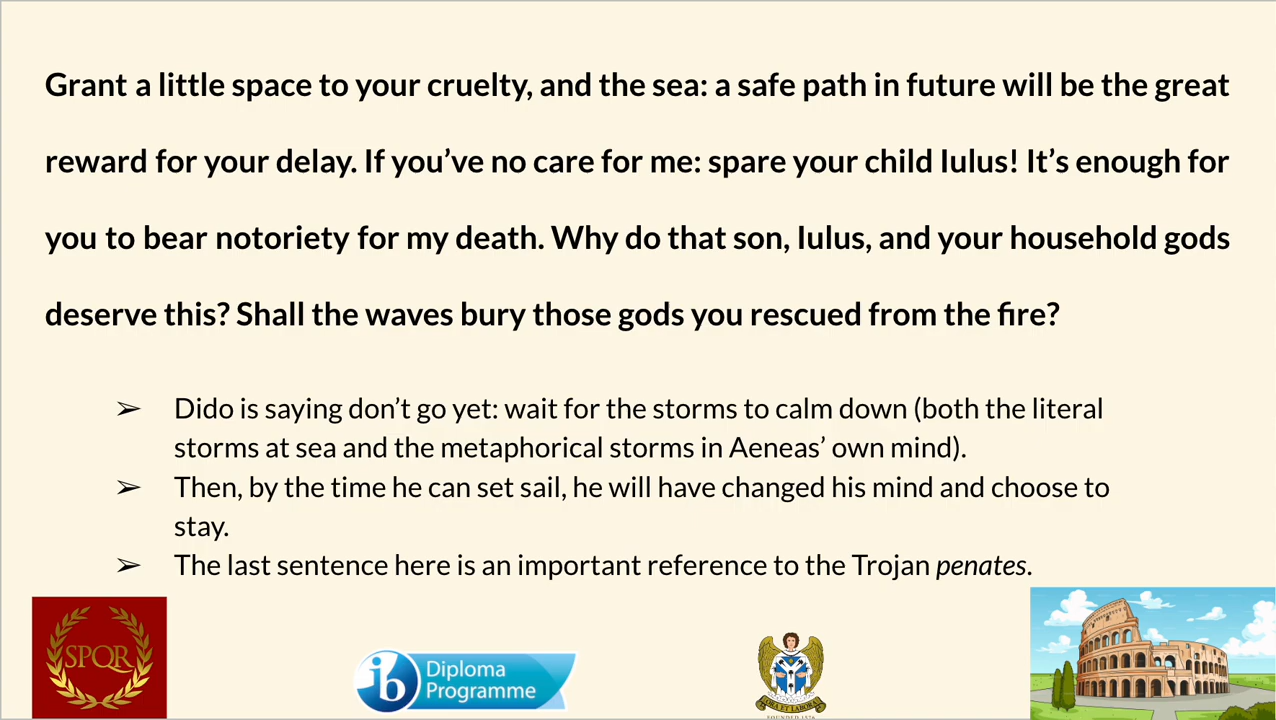 Grant a little space to your cruelty, and the sea: a safe path in future will be the great
reward for your delay. If you’ve no care for me: spare your child Iulus! It’s enough for
you to bear notoriety for my death. Why do that son, Iulus, and your household gods
deserve this? Shall the waves bury those gods you rescued from the fire?
➢ Dido is saying don’t go yet: wait for the storms to calm down (both the literal
storms at sea and the metaphorical storms in Aeneas’ own mind).
➢ Then, by the time he can set sail, he will have changed his mind and choose to
stay.
➢ The last sentence here is an important reference to the Trojan penates.
SPQR
ib
Diploma
Programme